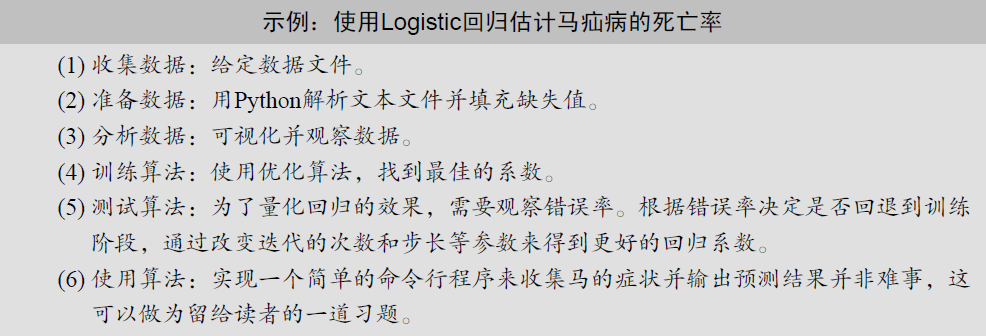 示例：使用Logistic回归估计马疝病的死亡率
(1) 收集数据：给定数据文件。
(2) 准备数据：用Python解析文本文件并填充缺失值。
(3) 分析数据：可视化并观察数据。
(4) 训练算法：使用优化算法，找到最佳的系数。
(5) 测试算法：为了量化回归的效果，需要观察错误率。根据错误率决定是否回退到训练
阶段，通过改变迭代的次数和步长等参数来得到更好的回归系数。
(6) 使用算法：实现一个简单的命令行程序来收集马的症状并输出预测结果并非难事，这
可以做为留给读者的一道习题。